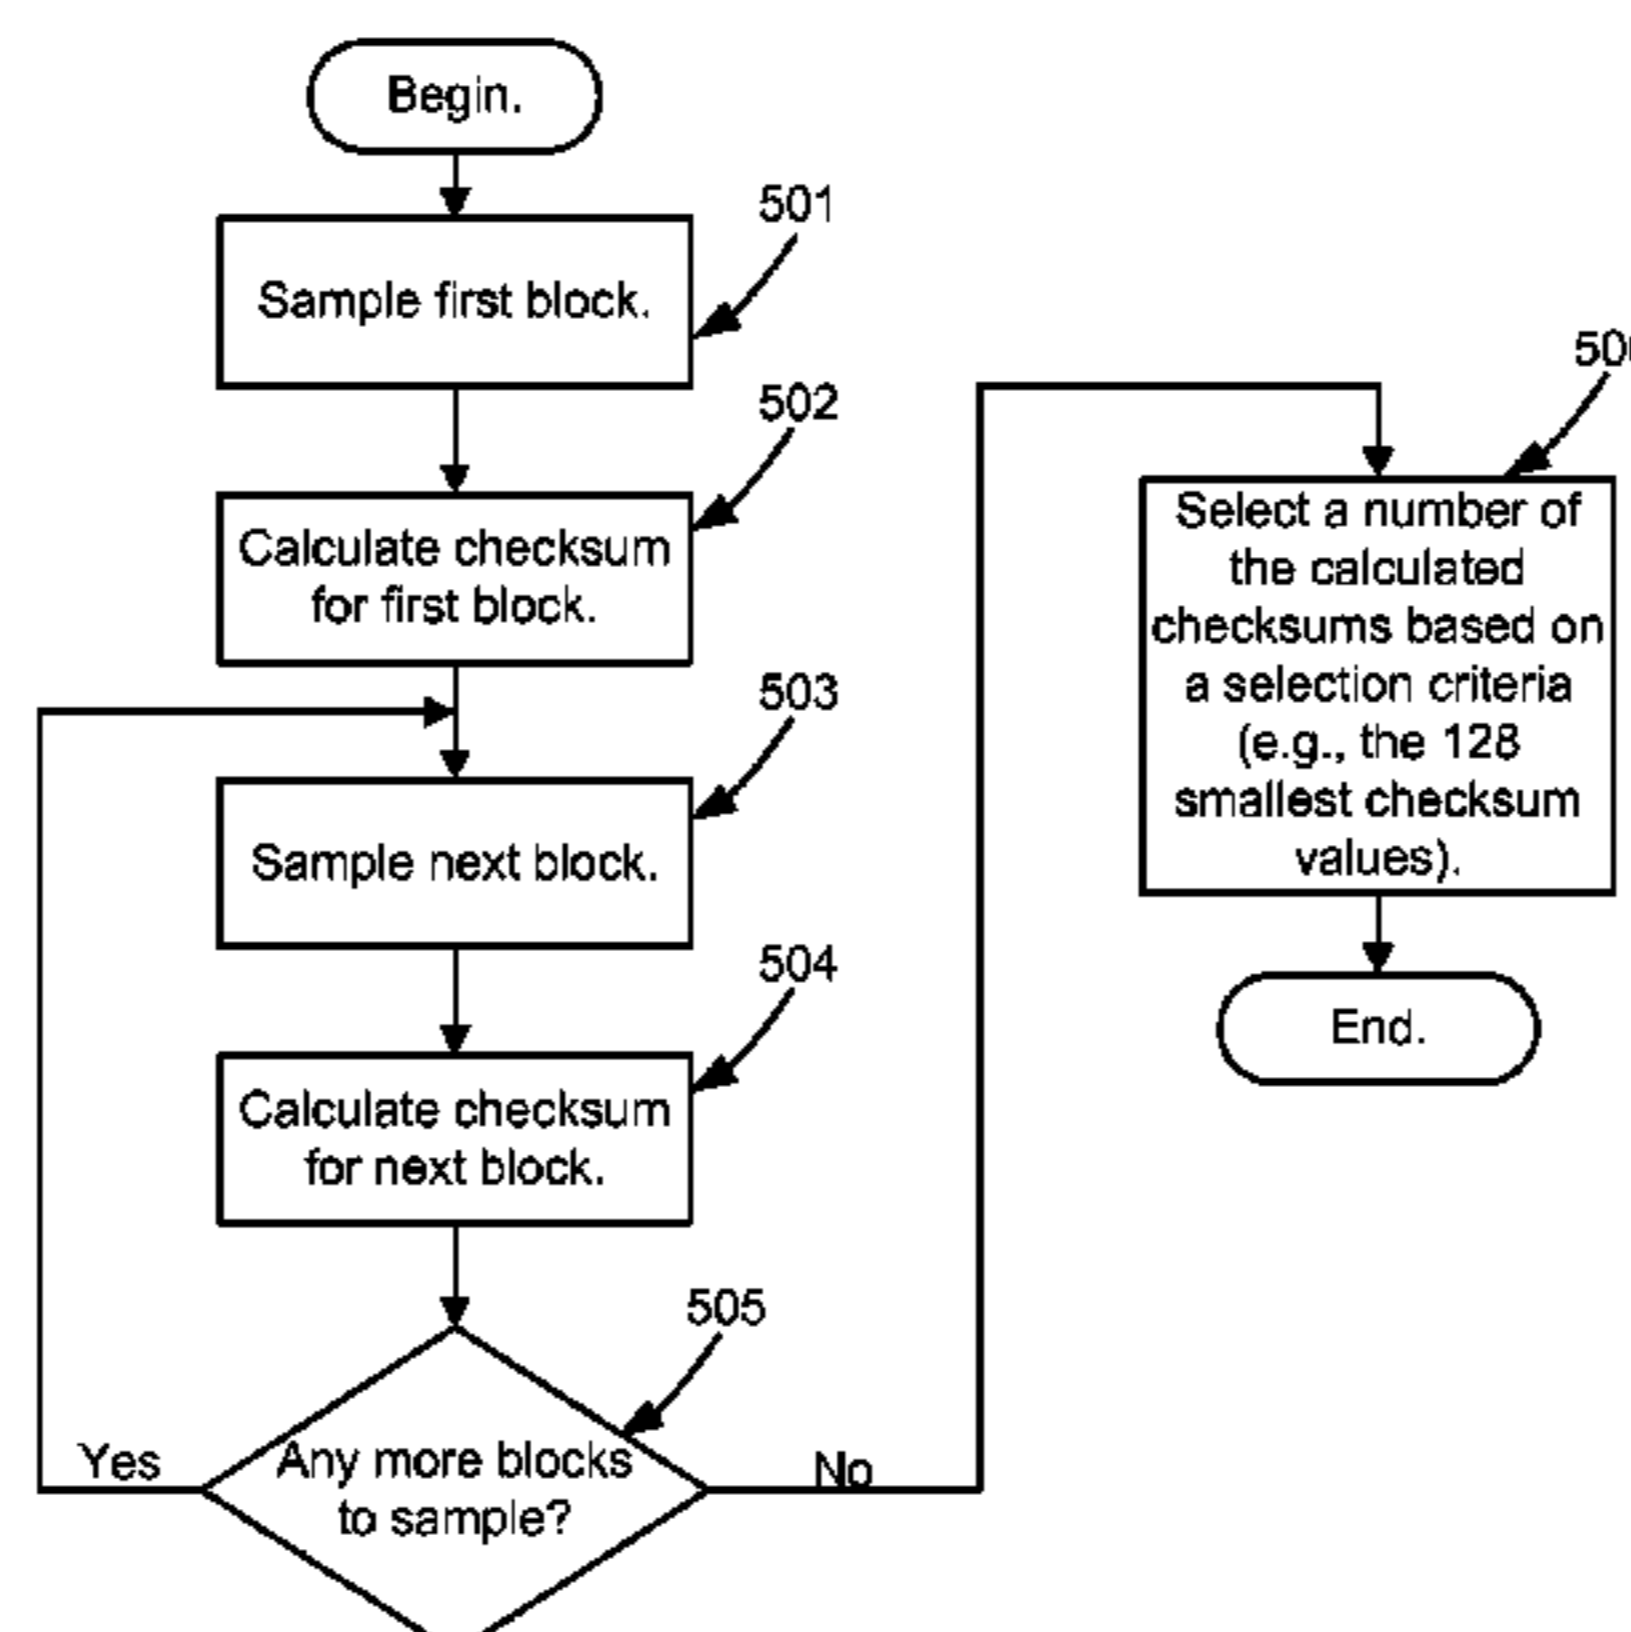 Begin.
501
Sample first block.
502
Calculate checksum
for first block.
503
Sample next block.
504
Calculate checksum
for next block.
505
Any more blocks
to sample?
Yes
No
Select a number of
the calculated
checksums based on
a selection criteria
(e.g., the 128
smallest checksum
values).
End.